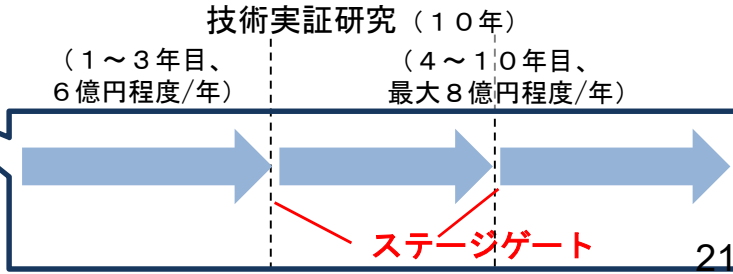 技術実証研究（１０年）
（１～３年目、
６億円程度/年）
（４～１０年目、
最大８億円程度/年）
ステージゲート
21